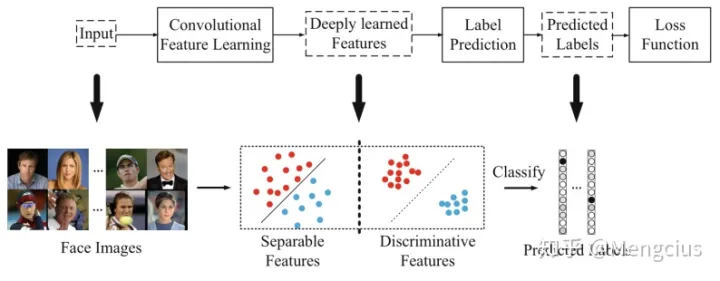 Input
Convolutional
Feature Learning
Deeply learned
Features
Label
Prediction
Predicted
Labels
Loss
Function
...
...
...
Classify
Face Images
Separable
Features
Discriminative
Features
Predicted Labels
知乎 @Mengcius